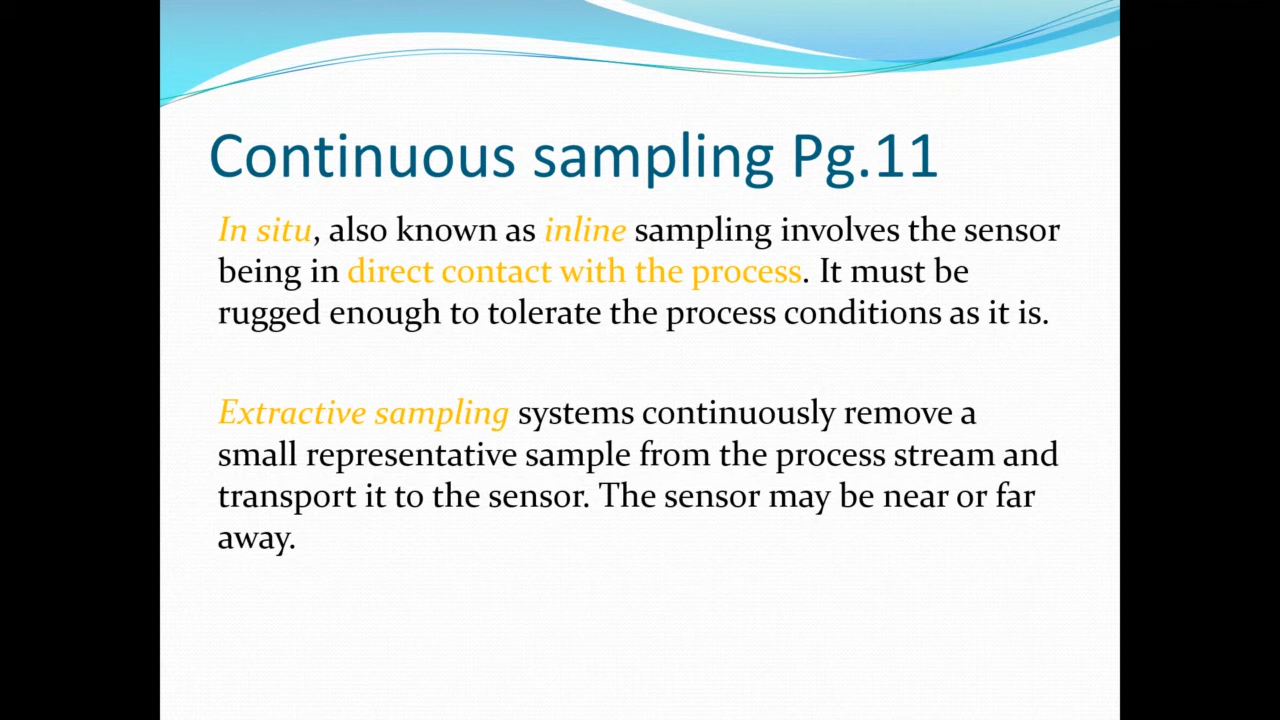 Continuous sampling Pg.11
In situ, also known as inline sampling involves the sensor
being in direct contact with the process. It must be
rugged enough to tolerate the process conditions as it is.
Extractive sampling systems continuously remove a
small representative sample from the process stream and
transport it to the sensor. The sensor may be near or far
away.